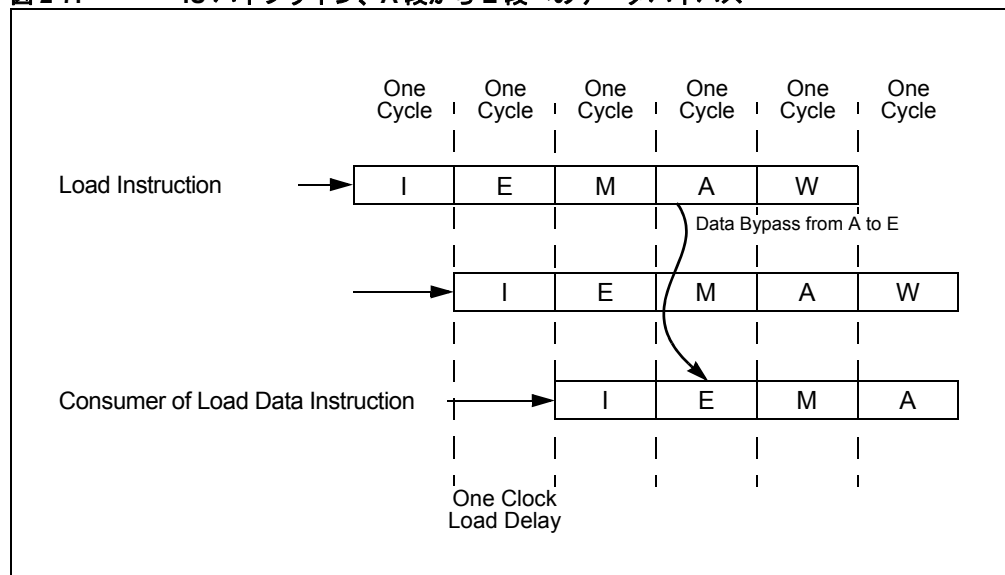 One Cycle One Cycle One Cycle One Cycle One Cycle One Cycle
Load Instruction I E M A W
Data Bypass from A to E
I E M A W
Consumer of Load Data Instruction I E M A
One Clock
Load Delay